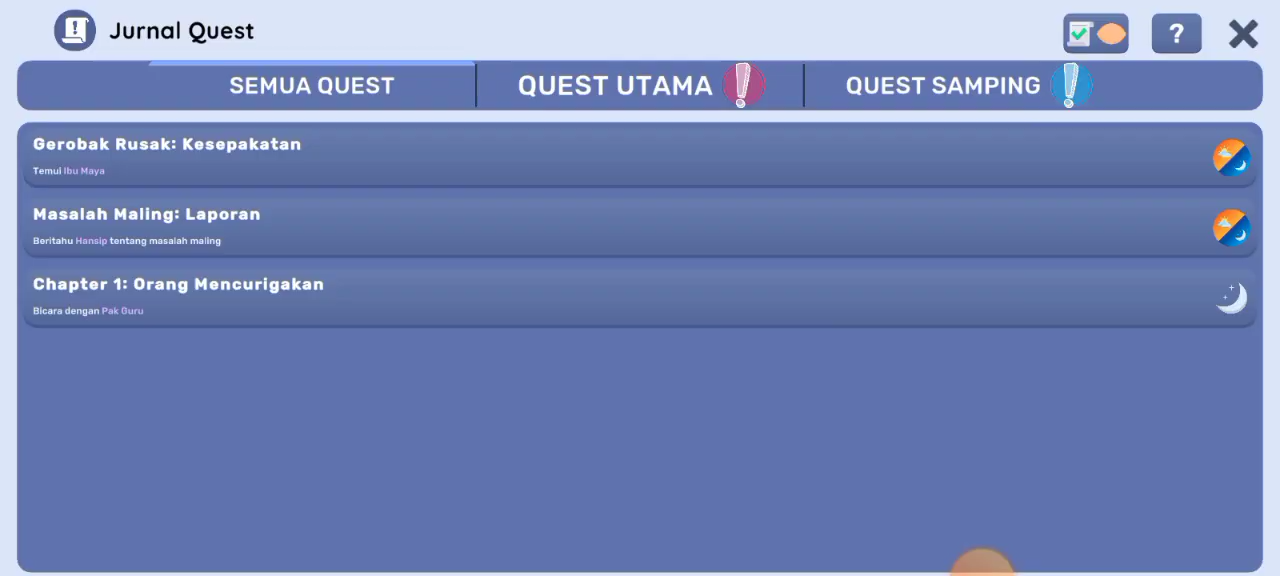 Jurnal Quest
?
SEMUA QUEST
QUEST UTAMA
QUEST SAMPING
Gerobak Rusak: Kesepakatan
Temui Ibu Maya
Masalah Maling: Laporan
Beritahu Hansip tentang masalah maling
Chapter 1: Orang Mencurigakan
Bicara dengan Pak Guru